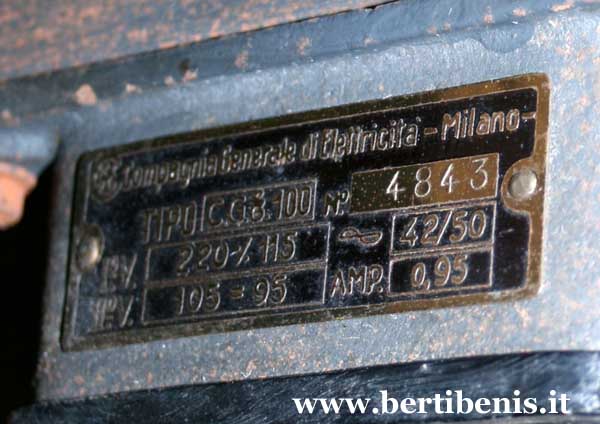 Compagnia Generale di Elettricità - Milano -
TIPO C.G.8.100 Nº 4843
220-% 115 ∾ 42/50
105 = 95 AMP. 0,95
www.bertibenis.it